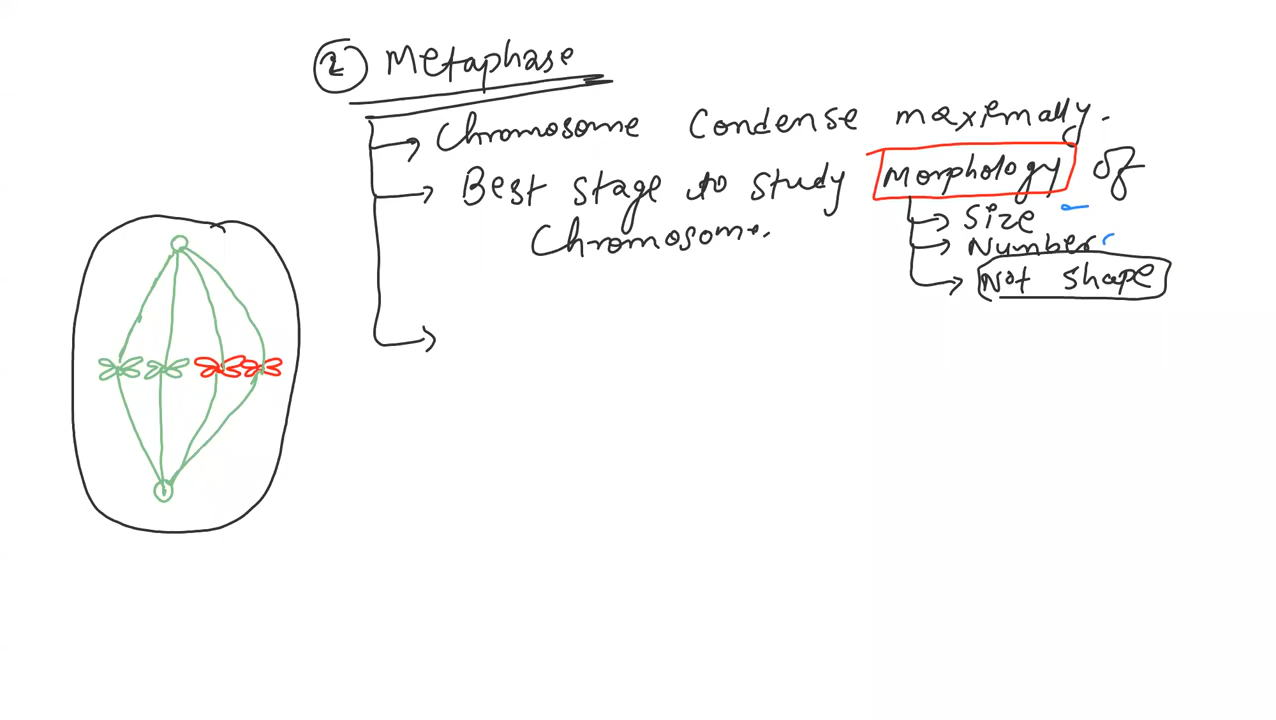 2 Metaphase
Chromosome Condense maximally.
Best stage to study Morphology of
Chromosome.
Size
Number
Not shape